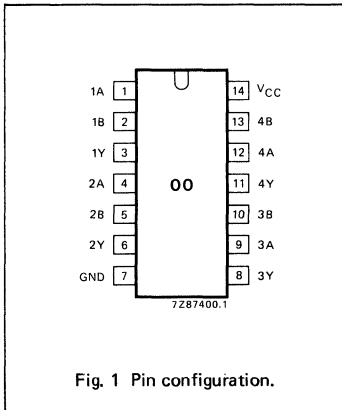 1A 1 14 VCC
1B 2 13 4B
1Y 3 12 4A
2A 4 00 11 4Y
2B 5 10 3B
2Y 6 9 3A
GND 7 8 3Y
7Z87400.1
Fig. 1 Pin configuration.